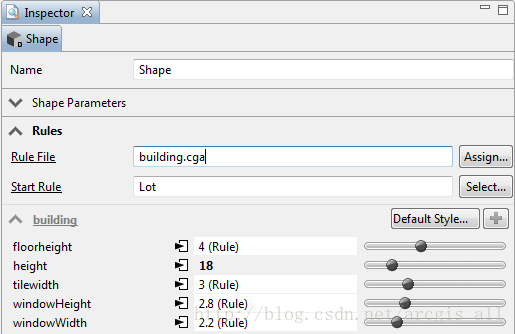 Inspector
Shape
Name Shape
Shape Parameters
Rules
Rule File building.cga Assign...
Start Rule Lot Select...
building Default Style...
floorheight 4 (Rule)
height 18
tilewidth 3 (Rule)
windowHeight 2.8 (Rule)
windowWidth 2.2 (Rule)
http://blog.csdn.net/arcgis_all